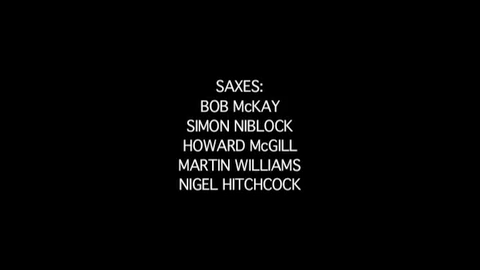 SAXES:
BOB McKAY
SIMON NIBLOCK
HOWARD McGILL
MARTIN WILLIAMS
NIGEL HITCHCOCK